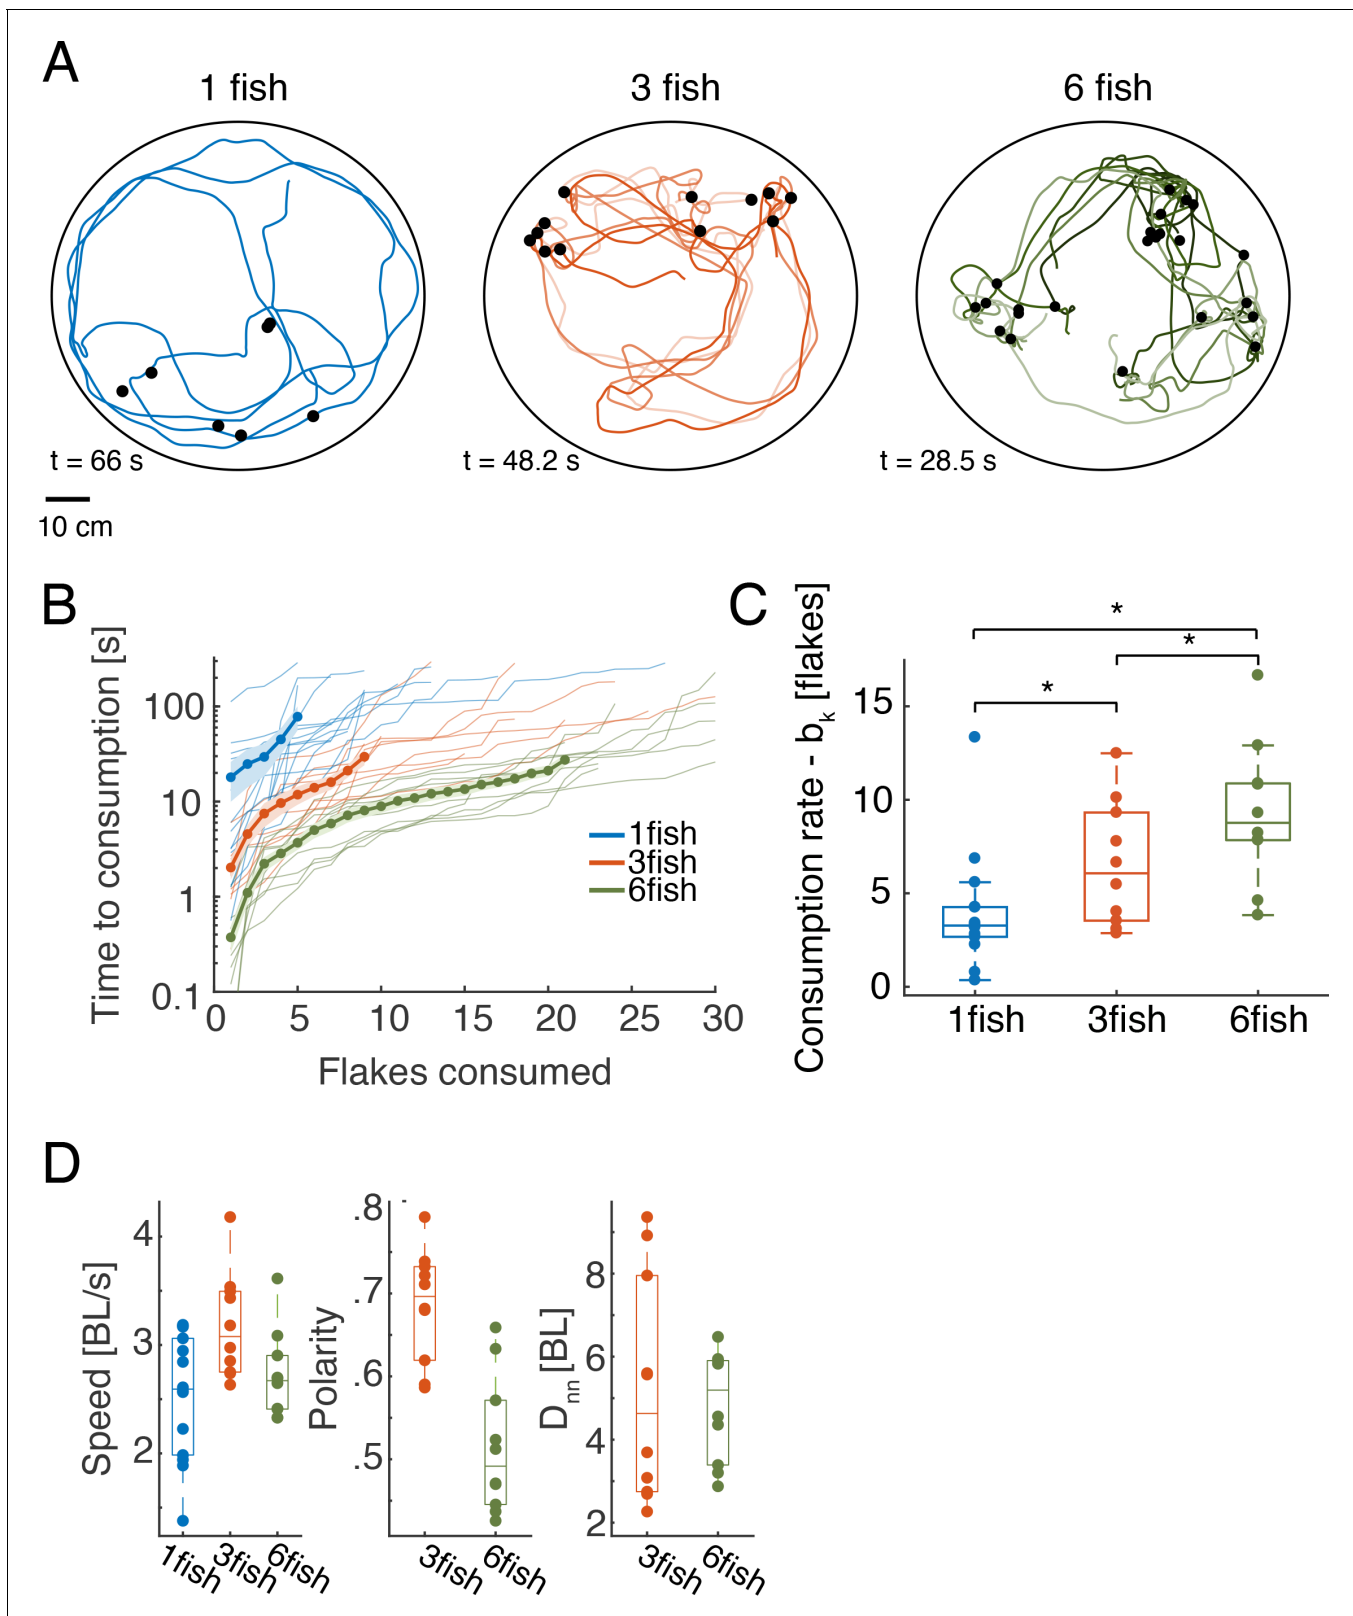 A
1 fish
3 fish
6 fish
t = 66 s
t = 48.2 s
t = 28.5 s
10 cm
B
Time to consumption [s]
100
10
1
0.1
0
5
10
15
20
25
30
Flakes consumed
1fish
3fish
6fish
C
Consumption rate - bk [flakes]
*
*
*
15
10
5
0
1fish
3fish
6fish
D
Speed [BL/s]
4
3
2
1fish
3fish
6fish
Polarity
.8
.7
.6
.5
3fish
6fish
Dnn [BL]
8
6
4
2
3fish
6fish